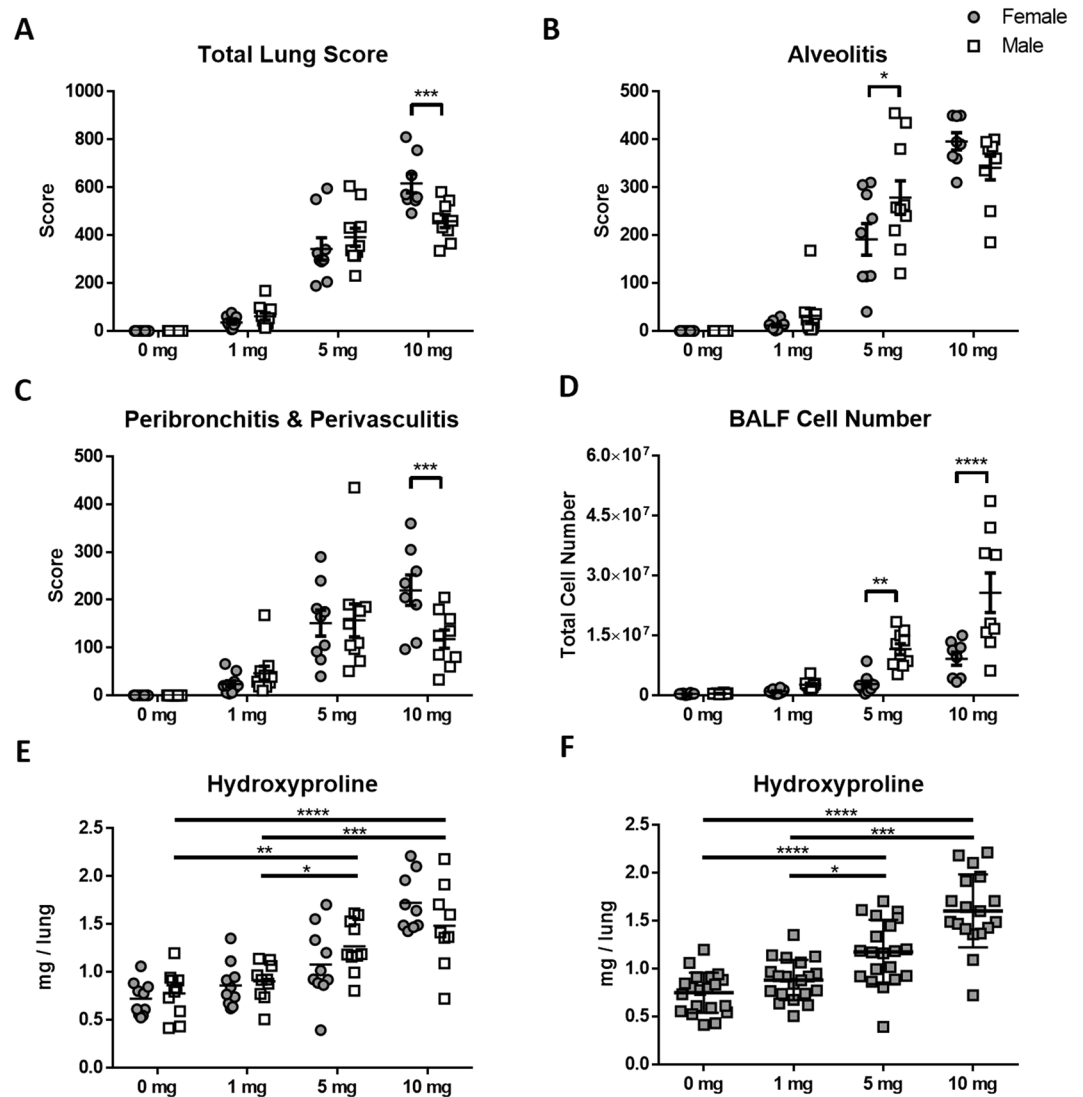 Female
Male
A
Total Lung Score
***
1000
800
600
400
200
0
Score
0 mg
1 mg
5 mg
10 mg
B
Alveolitis
*
500
400
300
200
100
0
Score
0 mg
1 mg
5 mg
10 mg
C
Peribronchitis & Perivasculitis
***
500
400
300
200
100
0
Score
0 mg
1 mg
5 mg
10 mg
D
BALF Cell Number
****
**
6.0×10⁷
4.5×10⁷
3.0×10⁷
1.5×10⁷
0
Total Cell Number
0 mg
1 mg
5 mg
10 mg
E
Hydroxyproline
****
***
**
*
2.5
2.0
1.5
1.0
0.5
0.0
mg / lung
0 mg
1 mg
5 mg
10 mg
F
Hydroxyproline
****
***
****
*
2.5
2.0
1.5
1.0
0.5
0.0
mg / lung
0 mg
1 mg
5 mg
10 mg